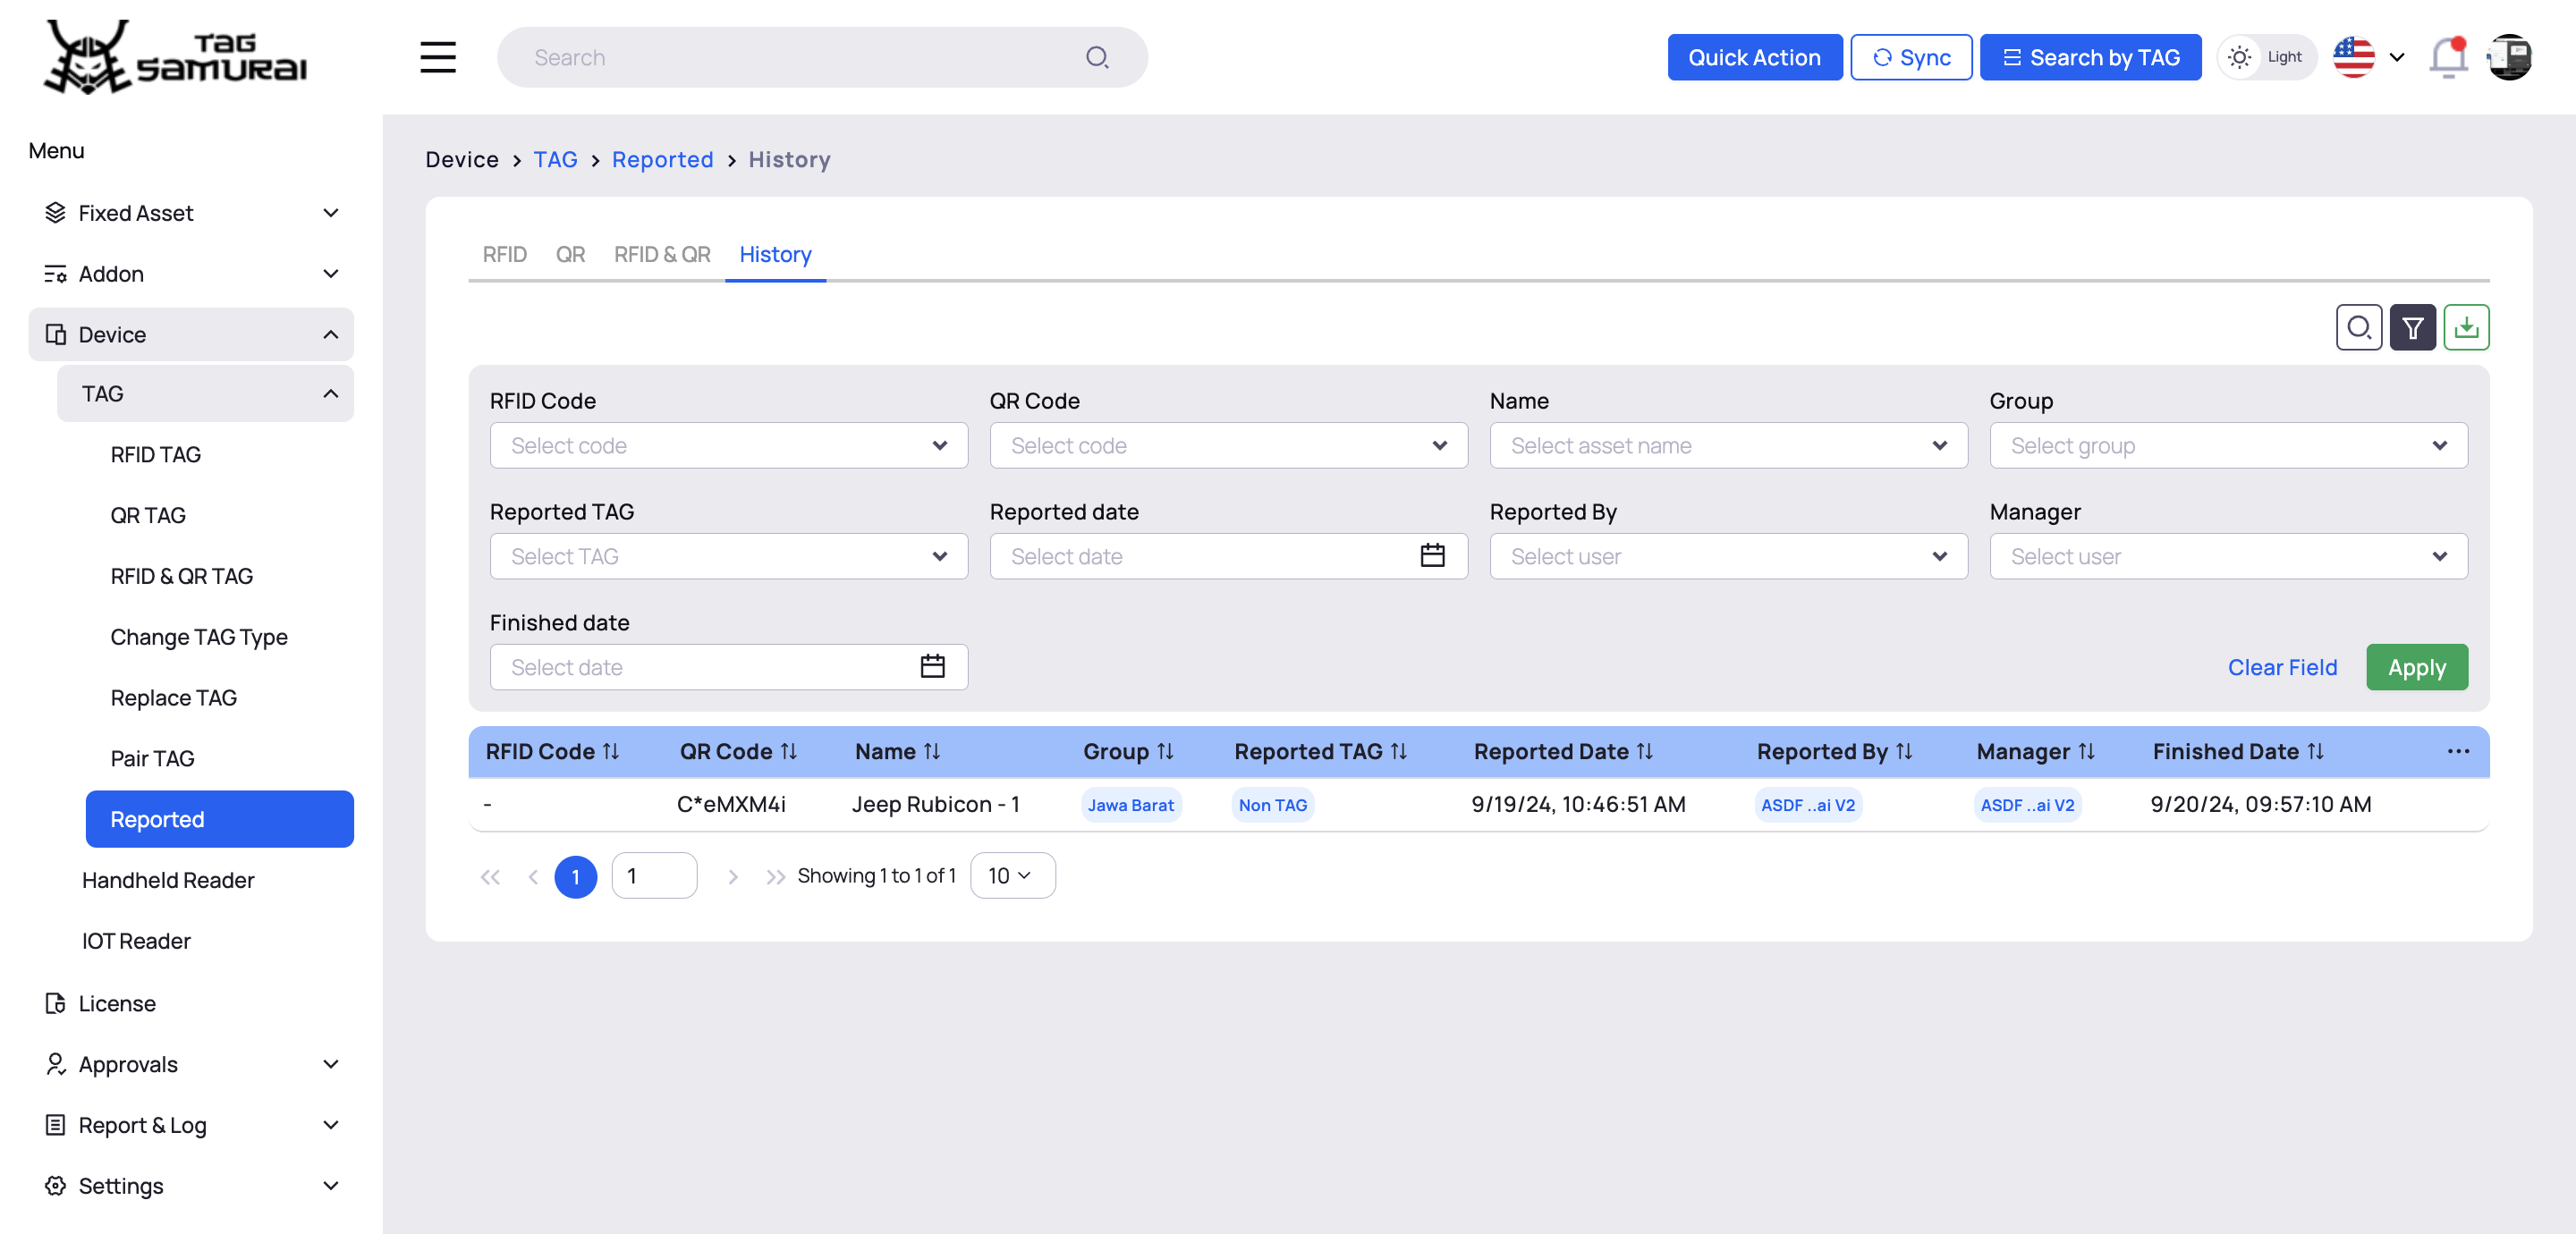 TAG SAMURAI
Search
Quick Action
Sync
Search by TAG
Light
Menu
Fixed Asset
Addon
Device
TAG
RFID TAG
QR TAG
RFID & QR TAG
Change TAG Type
Replace TAG
Pair TAG
Reported
Handheld Reader
IOT Reader
License
Approvals
Report & Log
Settings
Device > TAG > Reported > History
RFID QR RFID & QR History
RFID Code QR Code Name Group
Select code Select code Select asset name Select group
Reported TAG Reported date Reported By Manager
Select TAG Select date Select user Select user
Finished date
Select date
Clear Field Apply
RFID Code QR Code Name Group Reported TAG Reported Date Reported By Manager Finished Date ...
- C*eMXM4i Jeep Rubicon - 1 Jawa Barat Non TAG 9/19/24, 10:46:51 AM ASDF ..ai V2 ASDF ..ai V2 9/20/24, 09:57:10 AM
1 1 Showing 1 to 1 of 1 10